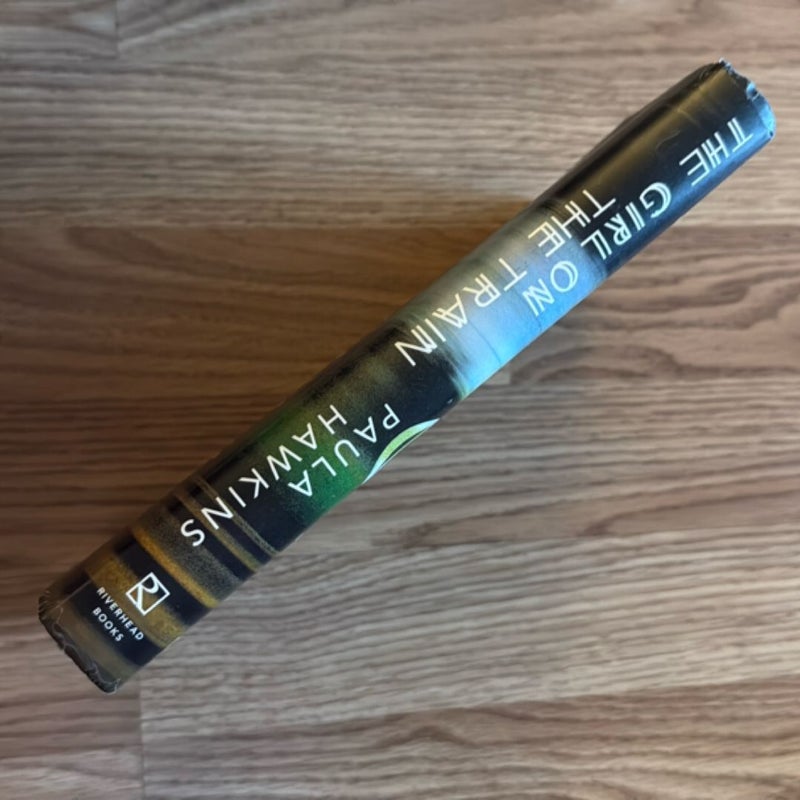 THE GIRL ON
THE TRAIN
PAULA
HAWKINS
RIVERHEAD
BOOKS